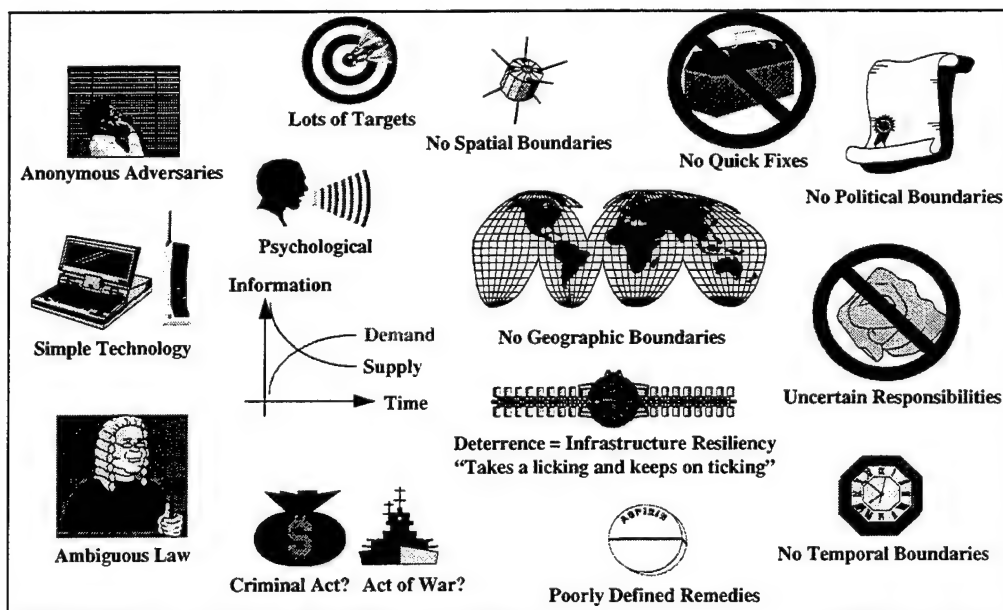 Lots of Targets
No Spatial Boundaries
No Quick Fixes
Anonymous Adversaries
No Political Boundaries
Psychological
Information
Demand
Supply
Time
Simple Technology
No Geographic Boundaries
Uncertain Responsibilities
Deterrence = Infrastructure Resiliency
“Takes a licking and keeps on ticking”
$
ASPIRIN
Ambiguous Law
Criminal Act?
Act of War?
Poorly Defined Remedies
No Temporal Boundaries